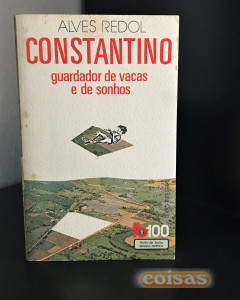 ALVES REDOL
CONSTANTINO
guardador de vacas
e de sonhos
100
coisas